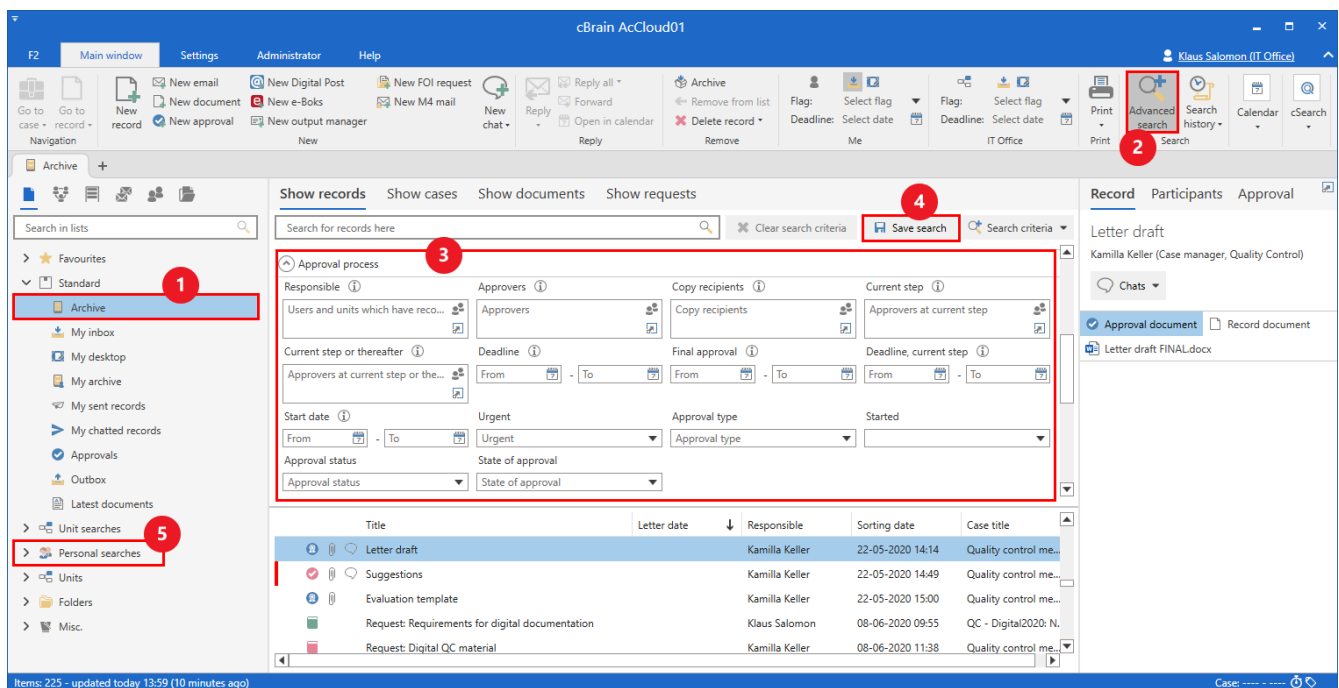 cBrain AcCloud01
F2 Main window Settings Administrator Help Klaus Salomon (IT Office)
Go to case Go to record
Navigation
New record
New email
New document
New approval
New Digital Post
New e-Boks
New output manager
New FOI request
New M4 mail
New chat
New
Reply
Reply all
Forward
Open in calendar
Reply
Archive
Remove from list
Delete record
Remove
Flag: Select flag
Deadline: Select date
Me
Flag: Select flag
Deadline: Select date
IT Office
Print
Print
Advanced search
Search history
Search
Calendar
cSearch
2
Archive +
Search in lists
Favourites
Standard
1
Archive
My inbox
My desktop
My archive
My sent records
My chatted records
Approvals
Outbox
Latest documents
Unit searches
5
Personal searches
Units
Folders
Misc.
Show records Show cases Show documents Show requests
4
Search for records here Clear search criteria Save search Search criteria
3
Approval process
Responsible Approvers Copy recipients Current step
Users and units which have reco... Approvers Copy recipients Approvers at current step
Current step or thereafter Deadline Final approval Deadline, current step
Approvers at current step or the... From - To From - To From - To
Start date Urgent Approval type Started
From - To Urgent Approval type
Approval status State of approval
Approval status State of approval
Title Letter date Responsible Sorting date Case title
Letter draft Kamilla Keller 22-05-2020 14:14 Quality control me...
Suggestions Kamilla Keller 22-05-2020 14:49 Quality control me...
Evaluation template Kamilla Keller 22-05-2020 15:00 Quality control me...
Request: Requirements for digital documentation Klaus Salomon 08-06-2020 09:55 QC - Digital2020: N.
Request: Digital QC material Kamilla Keller 08-06-2020 11:38 Quality control me...
Record Participants Approval
Letter draft
Kamilla Keller (Case manager, Quality Control)
Chats
Approval document Record document
Letter draft FINAL.docx
Items: 225 - updated today 13:59 (10 minutes ago) Case: ---- - ----